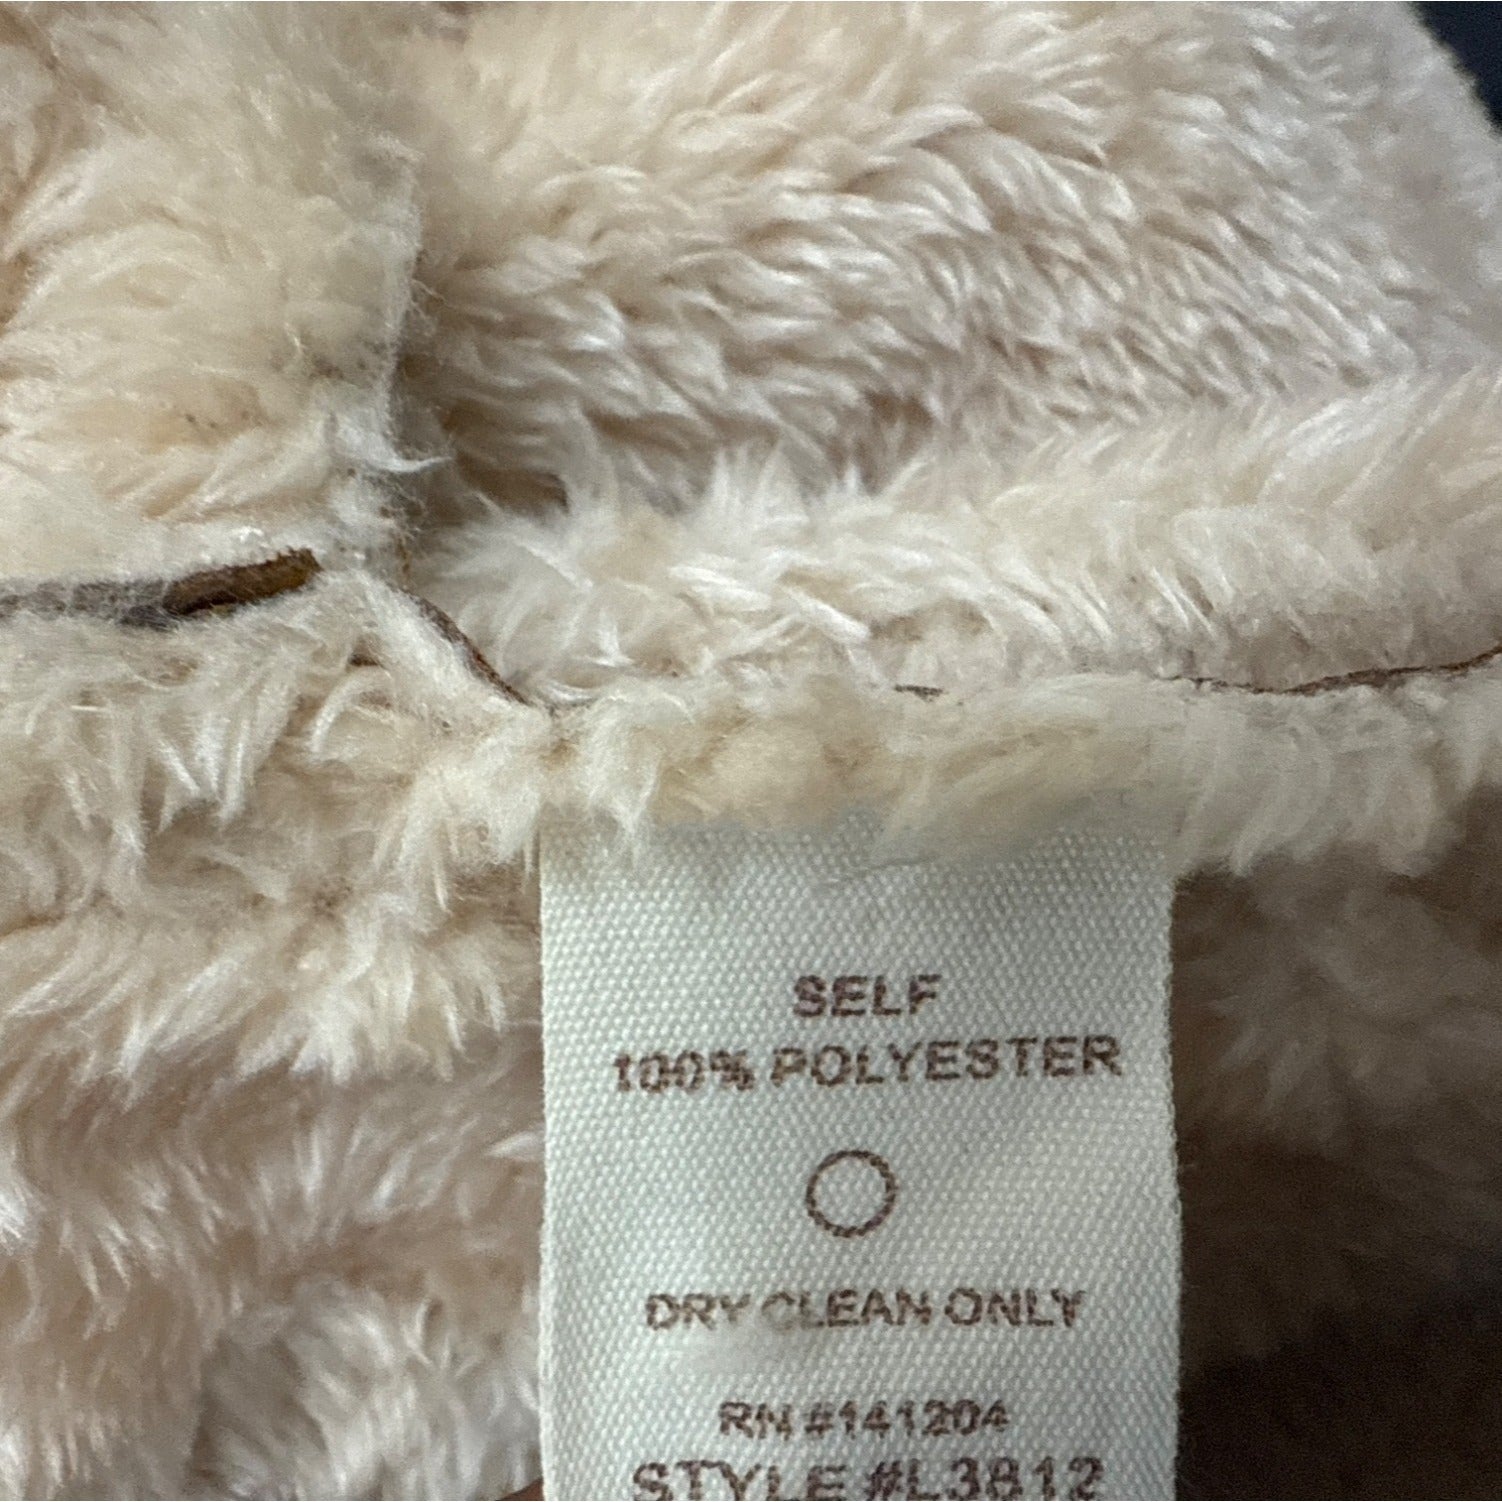 SELF
100% POLYESTER
DRY CLEAN ONLY
RN #141204
STYLE #L3812